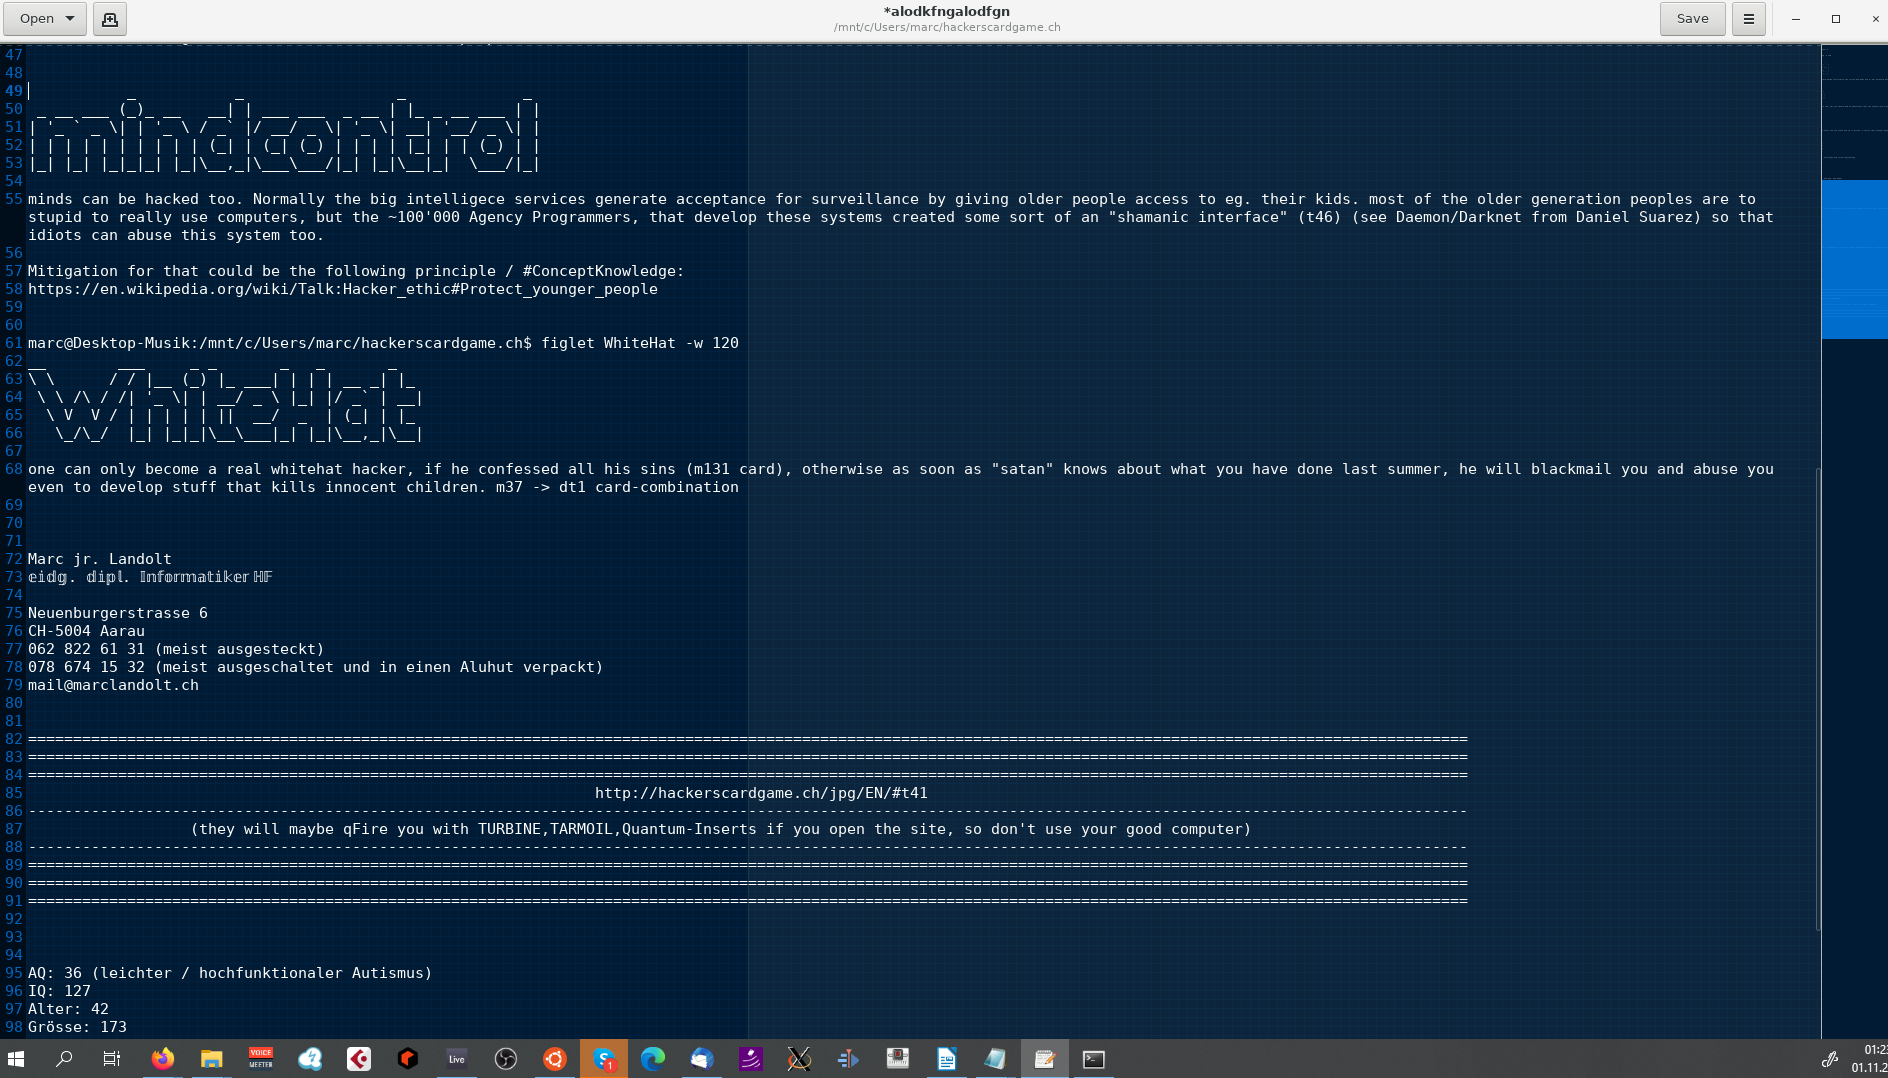 Open
*alodkfngalodfgn
/mnt/c/Users/marc/hackerscardgame.ch
Save
47
48
49
50
51
52
53
mindcontrol
54
55 minds can be hacked too. Normally the big intelligece services generate acceptance for surveillance by giving older people access to eg. their kids. most of the older generation peoples are to
stupid to really use computers, but the ~100'000 Agency Programmers, that develop these systems created some sort of an "shamanic interface" (t46) (see Daemon/Darknet from Daniel Suarez) so that
idiots can abuse this system too.
56
57 Mitigation for that could be the following principle / #ConceptKnowledge:
58 https://en.wikipedia.org/wiki/Talk:Hacker_ethic#Protect_younger_people
59
60
61 marc@Desktop-Musik:/mnt/c/Users/marc/hackerscardgame.ch$ figlet WhiteHat -w 120
62
63
64
65
66
WhiteHat
67
68 one can only become a real whitehat hacker, if he confessed all his sins (m131 card), otherwise as soon as "satan" knows about what you have done last summer, he will blackmail you and abuse you
even to develop stuff that kills innocent children. m37 -> dt1 card-combination
69
70
71
72 Marc jr. Landolt
73 𝕖𝕚𝕕𝕘. 𝕕𝕚𝕡𝕝. 𝕀𝕟𝕗𝕠𝕣𝕞𝕒𝕥𝕚𝕜𝕖𝕣 ℍ𝔽
74
75 Neuenburgerstrasse 6
76 CH-5004 Aarau
77 062 822 61 31 (meist ausgesteckt)
78 078 674 15 32 (meist ausgeschaltet und in einen Aluhut verpackt)
79 mail@marclandolt.ch
80
81
82 ================================================================================================================================================================
83 ================================================================================================================================================================
84 ================================================================================================================================================================
85 http://hackerscardgame.ch/jpg/EN/#t41
86 ----------------------------------------------------------------------------------------------------------------------------------------------------------------
87 (they will maybe qFire you with TURBINE,TARMOIL,Quantum-Inserts if you open the site, so don't use your good computer)
88 ----------------------------------------------------------------------------------------------------------------------------------------------------------------
89 ================================================================================================================================================================
90 ================================================================================================================================================================
91 ================================================================================================================================================================
92
93
94
95 AQ: 36 (leichter / hochfunktionaler Autismus)
96 IQ: 127
97 Alter: 42
98 Grösse: 173
VOICE
MEETER
Live
1
01:2
01.11.2